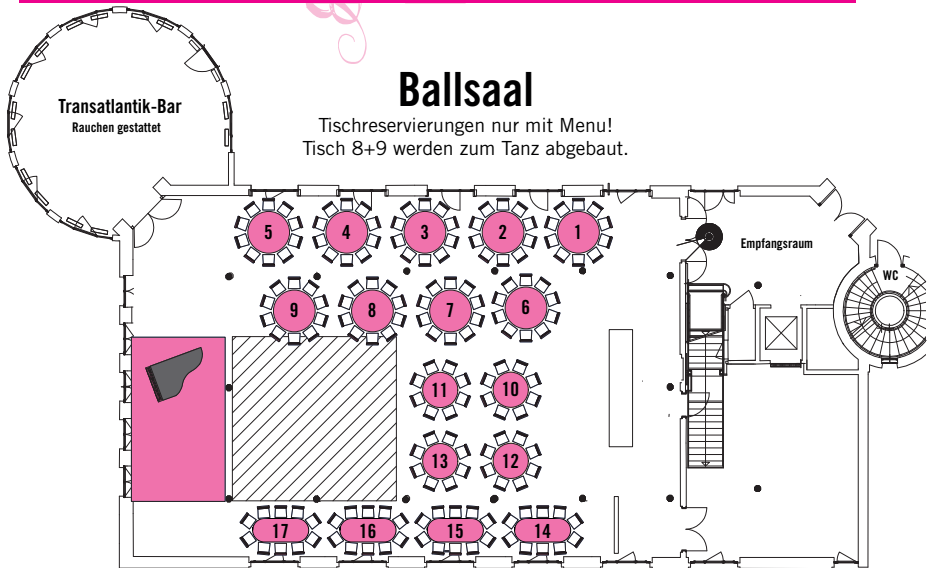 Ballsaal
Tischreservierungen nur mit Menu!
Tisch 8+9 werden zum Tanz abgebaut.
Transatlantik-Bar
Rauchen gestattet
Empfangsraum
WC
5 4 3 2 1
9 8 7 6
11 10
13 12
17 16 15 14